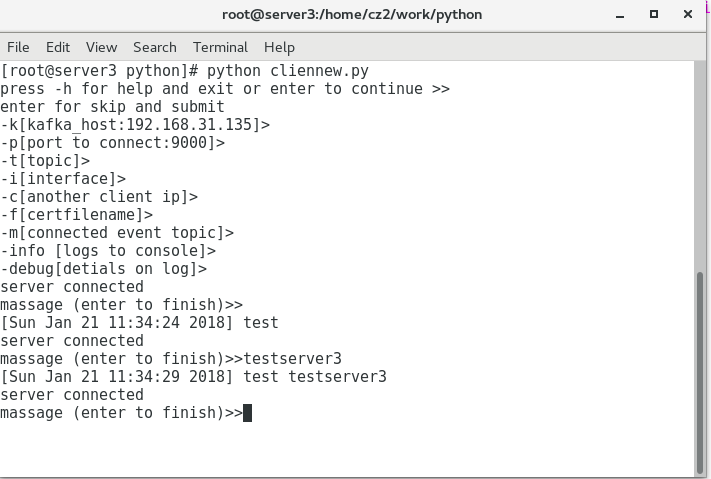 root@server3:/home/cz2/work/python
File Edit View Search Terminal Help
[root@server3 python]# python cliennew.py
press -h for help and exit or enter to continue >>
enter for skip and submit
-k[kafka_host:192.168.31.135]>
-p[port to connect:9000]>
-t[topic]>
-i[interface]>
-c[another client ip]>
-f[certfilename]>
-m[connected event topic]>
-info [logs to console]>
-debug[detials on log]>
server connected
massage (enter to finish)>>
[Sun Jan 21 11:34:24 2018] test
server connected
massage (enter to finish)>>testserver3
[Sun Jan 21 11:34:29 2018] test testserver3
server connected
massage (enter to finish)>>